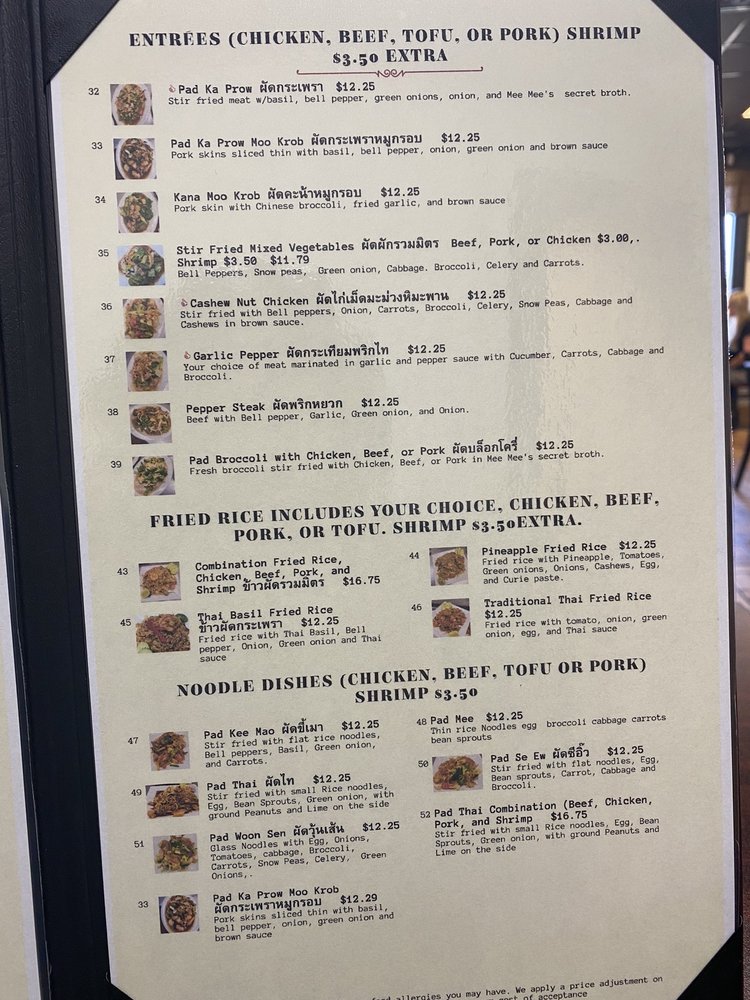 ENTRÉES (CHICKEN, BEEF, TOFU, OR PORK) SHRIMP
$3.50 EXTRA
32 Pad Ka Prow ผัดกระเพรา $12.25
Stir fried meat w/basil, bell pepper, green onions, onion, and Mee Mee's secret broth.
33 Pad Ka Prow Moo Krob ผัดกระเพราหมูกรอบ $12.25
Pork skins sliced thin with basil, bell pepper, onion, green onion and brown sauce
34 Kana Moo Krob ผัดคะน้าหมูกรอบ $12.25
Pork skin with Chinese broccoli, fried garlic, and brown sauce
35 Stir Fried Mixed Vegetables ผัดผักรวมมิตร Beef, Pork, or Chicken $3.00,.
Shrimp $3.50 $11.79
Bell Peppers, Snow peas, Green onion, Cabbage. Broccoli, Celery and Carrots.
36 Cashew Nut Chicken ผัดไก่เม็ดมะม่วงหิมะพาน $12.25
Stir fried with Bell peppers, Onion, Carrots, Broccoli, Celery, Snow Peas, Cabbage and
Cashews in brown sauce.
37 Garlic Pepper ผัดกระเทียมพริกไท $12.25
Your choice of meat marinated in garlic and pepper sauce with Cucumber, Carrots, Cabbage and
Broccoli.
38 Pepper Steak ผัดพริกหยวก $12.25
Beef with Bell pepper, Garlic, Green onion, and Onion.
39 Pad Broccoli with Chicken, Beef, or Pork ผัดบล็อกโครี่ $12.25
Fresh broccoli stir fried with Chicken, Beef, or Pork in Mee Mee's secret broth.
FRIED RICE INCLUDES YOUR CHOICE, CHICKEN, BEEF,
PORK, OR TOFU. SHRIMP $3.50EXTRA.
43 Combination Fried Rice,
Chicken, Beef, Pork, and
Shrimp ข้าวผัดรวมมิตร $16.75
44 Pineapple Fried Rice $12.25
Fried rice with Pineapple, Tomatoes,
Green onions, Onions, Cashews, Egg,
and Curie paste.
45 Thai Basil Fried Rice
ข้าวผัดกระเพรา $12.25
Fried rice with Thai Basil, Bell
pepper, Onion, Green onion and Thai
sauce
46 Traditional Thai Fried Rice
$12.25
Fried rice with tomato, onion, green
onion, egg, and Thai sauce
NOODLE DISHES (CHICKEN, BEEF, TOFU OR PORK)
SHRIMP $3.50
47 Pad Kee Mao ผัดขี้เมา $12.25
Stir fried with flat rice noodles,
Bell peppers, Basil, Green onion,
and Carrots.
48 Pad Mee $12.25
Thin rice Noodles egg broccoli cabbage carrots
bean sprouts
49 Pad Thai ผัดไท $12.25
Stir fried with small Rice noodles,
Egg, Bean Sprouts, Green onion, with
ground Peanuts and Lime on the side
50 Pad Se Ew ผัดซีอิ๊ว $12.25
Stir fried with flat noodles, Egg,
Bean sprouts, Carrot, Cabbage and
Broccoli.
51 Pad Woon Sen ผัดวุ้นเส้น $12.25
Glass Noodles with Egg, Onions,
Tomatoes, cabbage, Broccoli,
Carrots, Snow Peas, Celery, Green
Onions,.
52 Pad Thai Combination (Beef, Chicken,
Pork, and Shrimp $16.75
Stir fried with small Rice noodles, Egg, Bean
Sprouts, Green onion, with ground Peanuts and
Lime on the side
33 Pad Ka Prow Moo Krob
ผัดกระเพราหมูกรอบ $12.29
Pork skins sliced thin with basil,
bell pepper, onion, green onion and
brown sauce
allergies you may have. We apply a price adjustment on
of acceptance